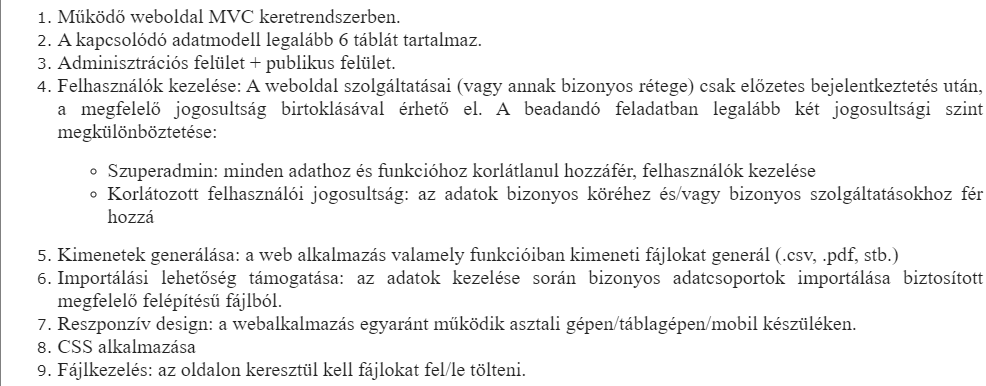 1. Működő weboldal MVC keretrendszerben.
2. A kapcsolódó adatmodell legalább 6 táblát tartalmaz.
3. Adminisztrációs felület + publikus felület.
4. Felhasználók kezelése: A weboldal szolgáltatásai (vagy annak bizonyos rétege) csak előzetes bejelentkeztetés után,
a megfelelő jogosultság birtoklásával érhető el. A beadandó feladatban legalább két jogosultsági szint
megkülönböztetése:
◦ Szuperadmin: minden adathoz és funkcióhoz korlátlanul hozzáfér, felhasználók kezelése
◦ Korlátozott felhasználói jogosultság: az adatok bizonyos köréhez és/vagy bizonyos szolgáltatásokhoz fér
hozzá
5. Kimenetek generálása: a web alkalmazás valamely funkcióiban kimeneti fájlokat generál (.csv, .pdf, stb.)
6. Importálási lehetőség támogatása: az adatok kezelése során bizonyos adatcsoportok importálása biztosított
megfelelő felépítésű fájlból.
7. Reszponzív design: a webalkalmazás egyaránt működik asztali gépen/táblagépen/mobil készüléken.
8. CSS alkalmazása
9. Fájlkezelés: az oldalon keresztül kell fájlokat fel/le tölteni.